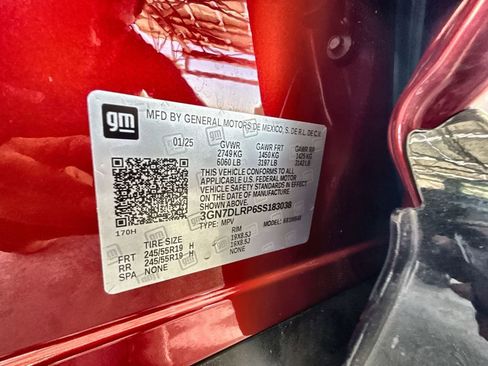 gm
MFD BY GENERAL MOTORS DE MEXICO, S. DE R.L. DE C.V.
01/25 GVWR GAWR FRT GAWR RR
2749 KG 1450 KG 1425 KG
6060 LB 3197 LB 3142 LB
THIS VEHICLE CONFORMS TO ALL
APPLICABLE U.S. FEDERAL MOTOR
VEHICLE SAFETY STANDARDS IN
EFFECT ON THE DATE OF
MANUFACTURE SHOWN ABOVE.
3GN7DLRP6SS183038
170H
TYPE: MPV MODEL:
TIRE SIZE RIM
FRT 245/55R19 H 19X8.5J
RR 245/55R19 H 19X8.5J
SPA NONE NONE